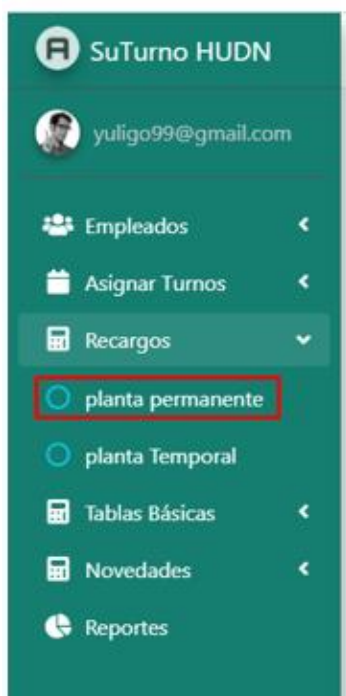 SuTurno HUDN
yuligo99@gmail.com
Empleados
Asignar Turnos
Recargos
planta permanente
planta Temporal
Tablas Básicas
Novedades
Reportes